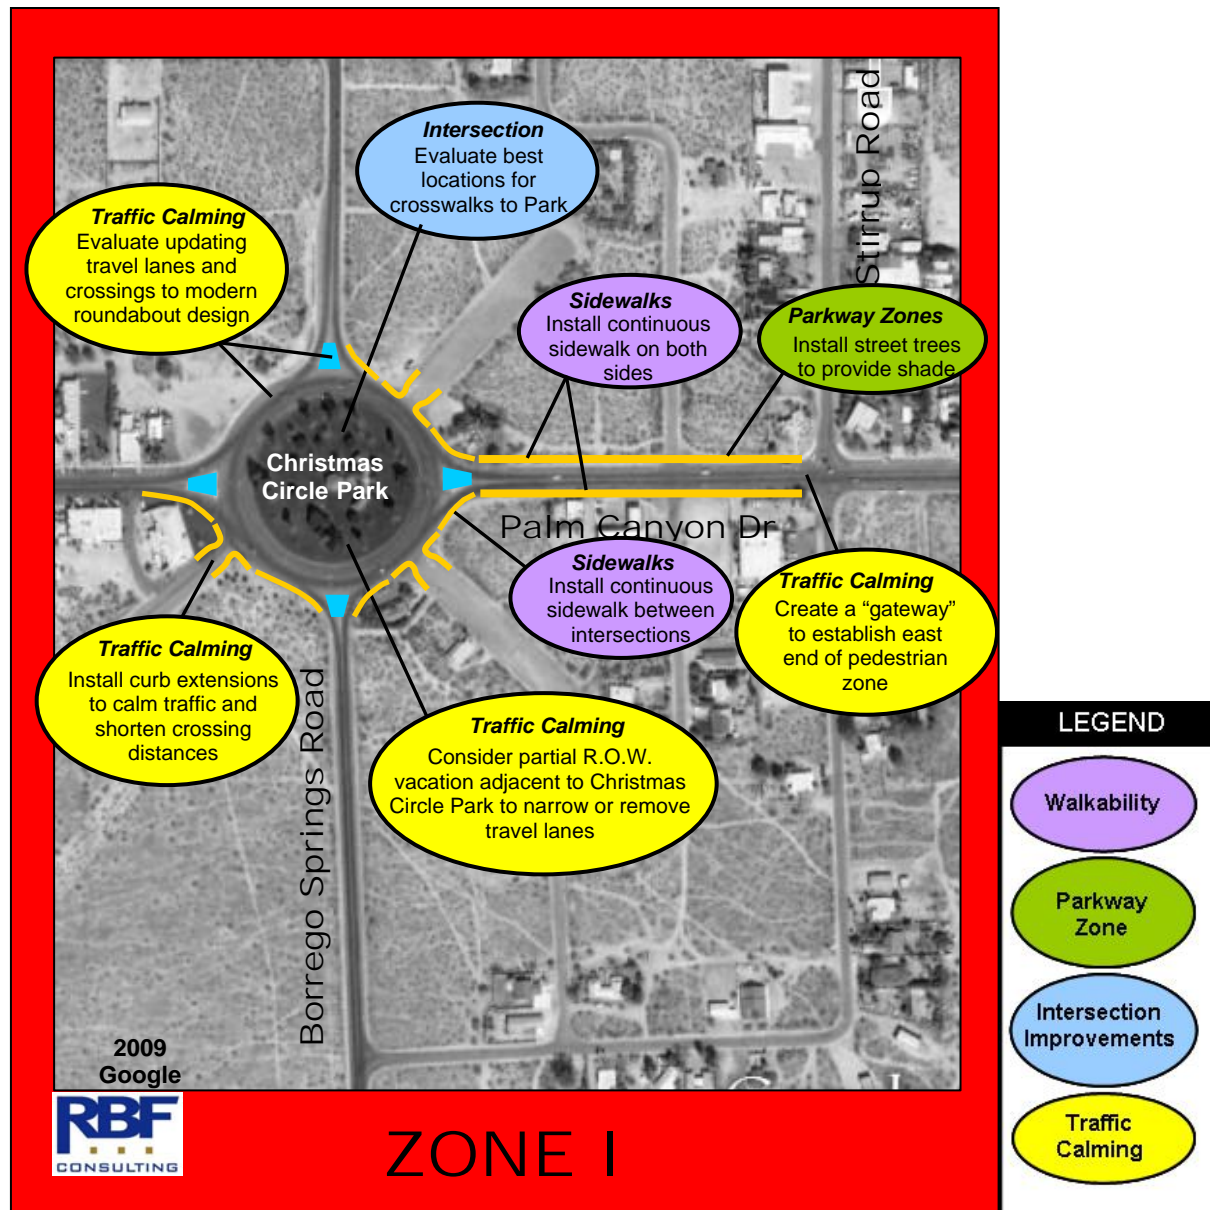 Stirrup Road
Intersection
Evaluate best
locations for
crosswalks to Park
Traffic Calming
Evaluate updating
travel lanes and
crossings to modern
roundabout design
Sidewalks
Install continuous
sidewalk on both
sides
Parkway Zones
Install street trees
to provide shade
Christmas
Circle Park
Palm Canyon Dr
Sidewalks
Install continuous
sidewalk between
intersections
Traffic Calming
Create a “gateway”
to establish east
end of pedestrian
zone
Traffic Calming
Install curb extensions
to calm traffic and
shorten crossing
distances
Borrego Springs Road
Traffic Calming
Consider partial R.O.W.
vacation adjacent to Christmas
Circle Park to narrow or remove
travel lanes
2009
Google
RBF
CONSULTING
ZONE I
LEGEND
Walkability
Parkway
Zone
Intersection
Improvements
Traffic
Calming